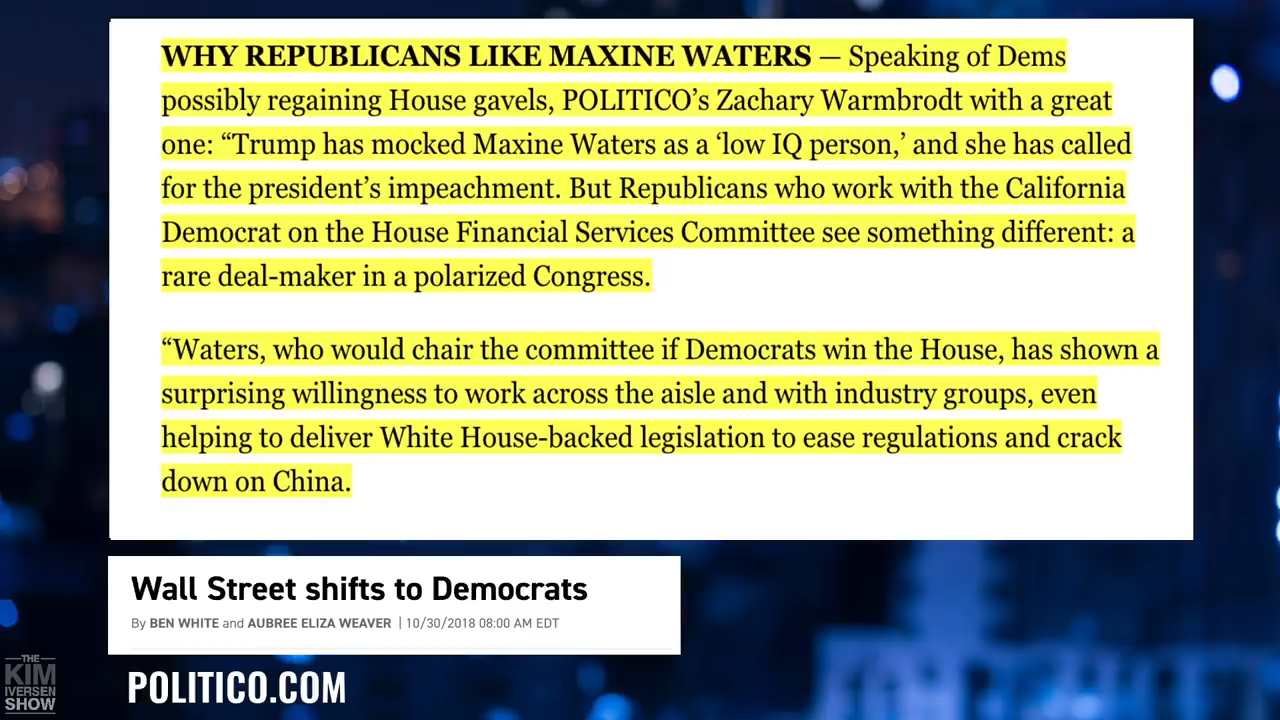 WHY REPUBLICANS LIKE MAXINE WATERS — Speaking of Dems
possibly regaining House gavels, POLITICO’s Zachary Warmbrodt with a great
one: “Trump has mocked Maxine Waters as a ‘low IQ person,’ and she has called
for the president’s impeachment. But Republicans who work with the California
Democrat on the House Financial Services Committee see something different: a
rare deal-maker in a polarized Congress.
“Waters, who would chair the committee if Democrats win the House, has shown a
surprising willingness to work across the aisle and with industry groups, even
helping to deliver White House-backed legislation to ease regulations and crack
down on China.
Wall Street shifts to Democrats
By BEN WHITE and AUBREE ELIZA WEAVER | 10/30/2018 08:00 AM EDT
POLITICO.COM
THE
KIM
IVERSEN
SHOW